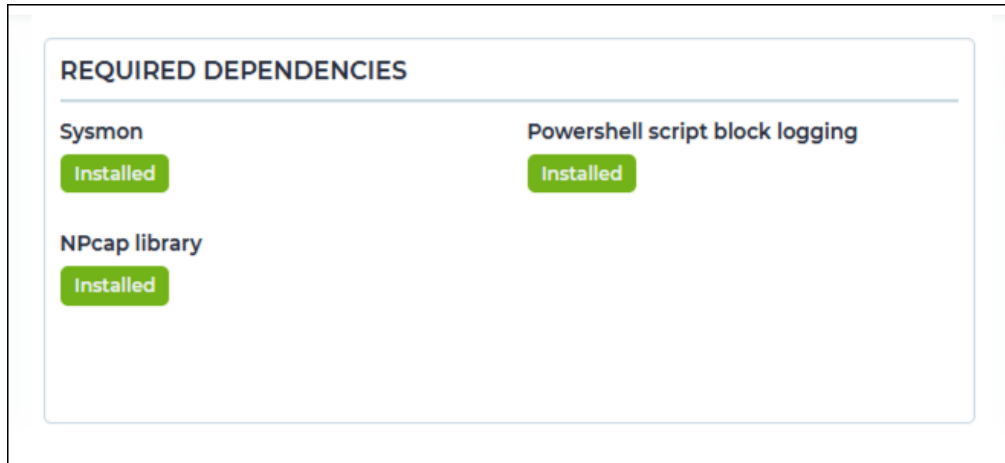 REQUIRED DEPENDENCIES
Sysmon
Installed
Powershell script block logging
Installed
NPcap library
Installed